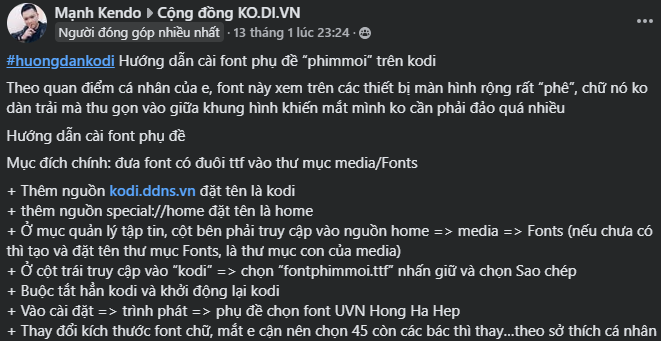 Mạnh Kendo ▸ Cộng đồng KO.DI.VN
Người đóng góp nhiều nhất · 13 tháng 1 lúc 23:24 ·
#huongdankodi Hướng dẫn cài font phụ đề "phimmoi" trên kodi
Theo quan điểm cá nhân của e, font này xem trên các thiết bị màn hình rộng rất "phê", chữ nó ko
dàn trải mà thu gọn vào giữa khung hình khiến mắt mình ko cần phải đảo quá nhiều
Hướng dẫn cài font phụ đề
Mục đích chính: đưa font có đuôi ttf vào thư mục media/Fonts
+ Thêm nguồn kodi.ddns.vn đặt tên là kodi
+ thêm nguồn special://home đặt tên là home
+ Ở mục quản lý tập tin, cột bên phải truy cập vào nguồn home => media => Fonts (nếu chưa có
thì tạo và đặt tên thư mục Fonts, là thư mục con của media)
+ Ở cột trái truy cập vào "kodi" => chọn "fontphimmoi.ttf" nhấn giữ và chọn Sao chép
+ Buộc tắt hẳn kodi và khởi động lại kodi
+ Vào cài đặt => trình phát => phụ đề chọn font UVN Hong Ha Hep
+ Thay đổi kích thước font chữ, mắt e cận nên chọn 45 còn các bác thì thay...theo sở thích cá nhân